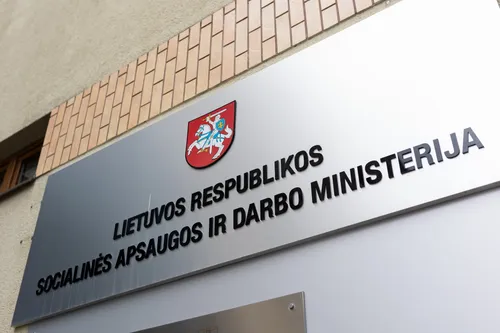 LIETUVOS RESPUBLIKOS
SOCIALINĖS APSAUGOS IR DARBO MINISTERIJA